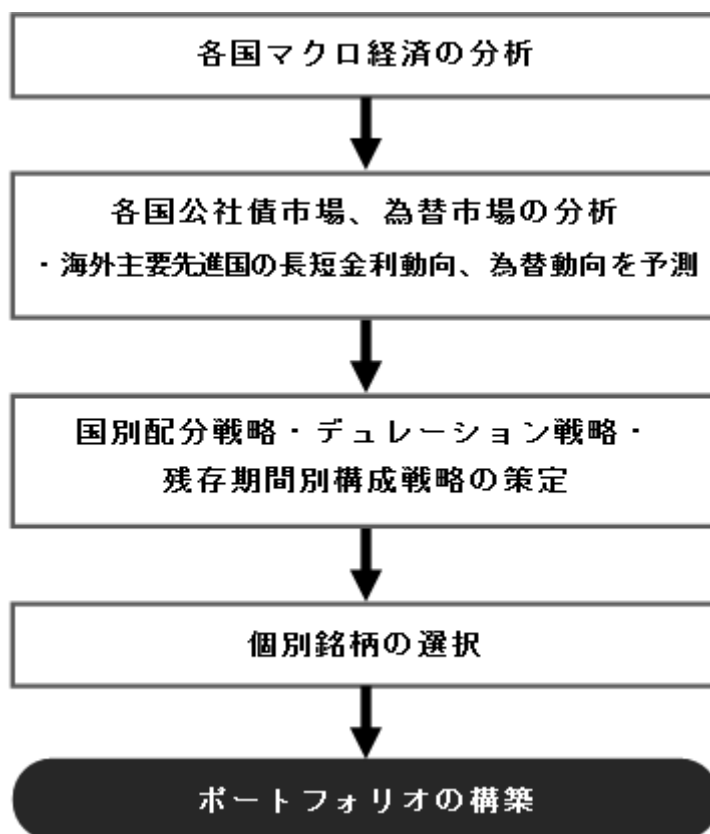 各国マクロ経済の分析
各国公社債市場、為替市場の分析
・海外主要先進国の長短金利動向、為替動向を予測
国別配分戦略・デュレーション戦略・
残存期間別構成戦略の策定
個別銘柄の選択
ポートフォリオの構築